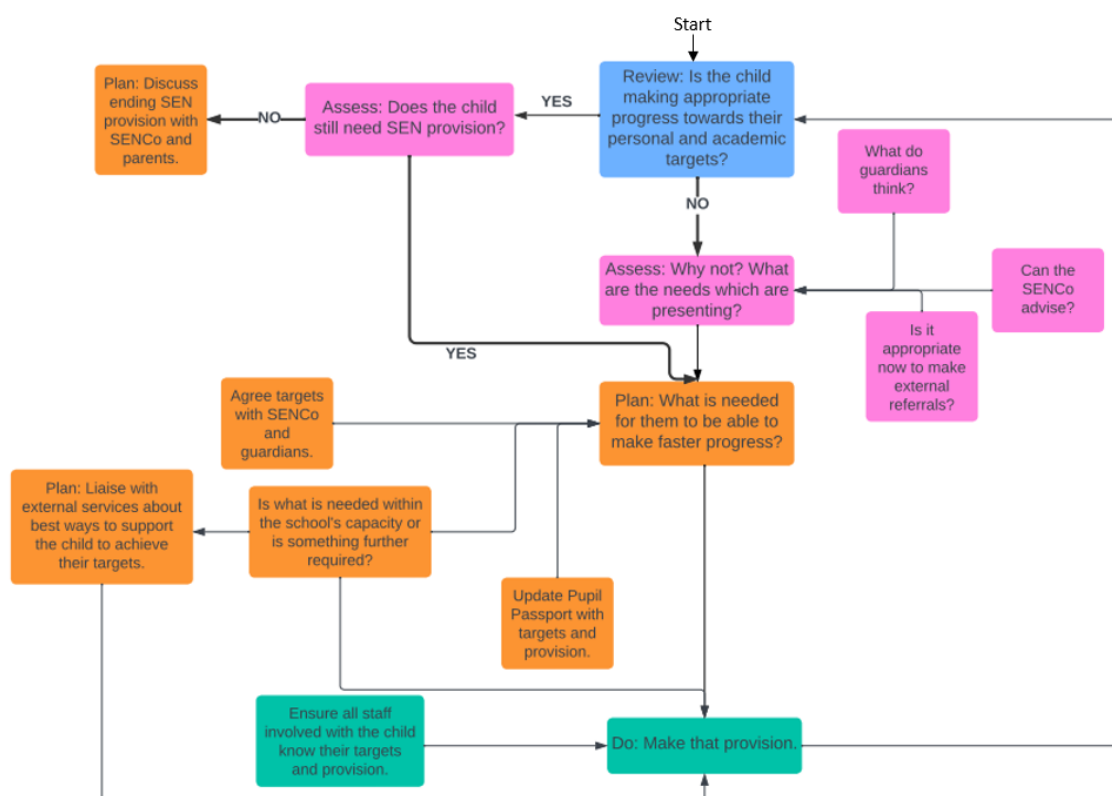 Start
Plan: Discuss
ending SEN
provision with
SENCo and
parents.
NO
Assess: Does the child
still need SEN provision?
YES
Review: Is the child
making appropriate
progress towards their
personal and academic
targets?
What do
guardians
think?
NO
Assess: Why not? What
are the needs which are
presenting?
Can the
SENCo
advise?
Is it
appropriate
now to make
external
referrals?
YES
Agree targets
with SENCo
and
guardians.
Plan: What is needed
for them to be able to
make faster progress?
Plan: Liaise with
external services about
best ways to support
the child to achieve
their targets.
Is what is needed within
the school's capacity or
is something further
required?
Update Pupil
Passport with
targets and
provision.
Ensure all staff
involved with the child
know their targets
and provision.
Do: Make that provision.